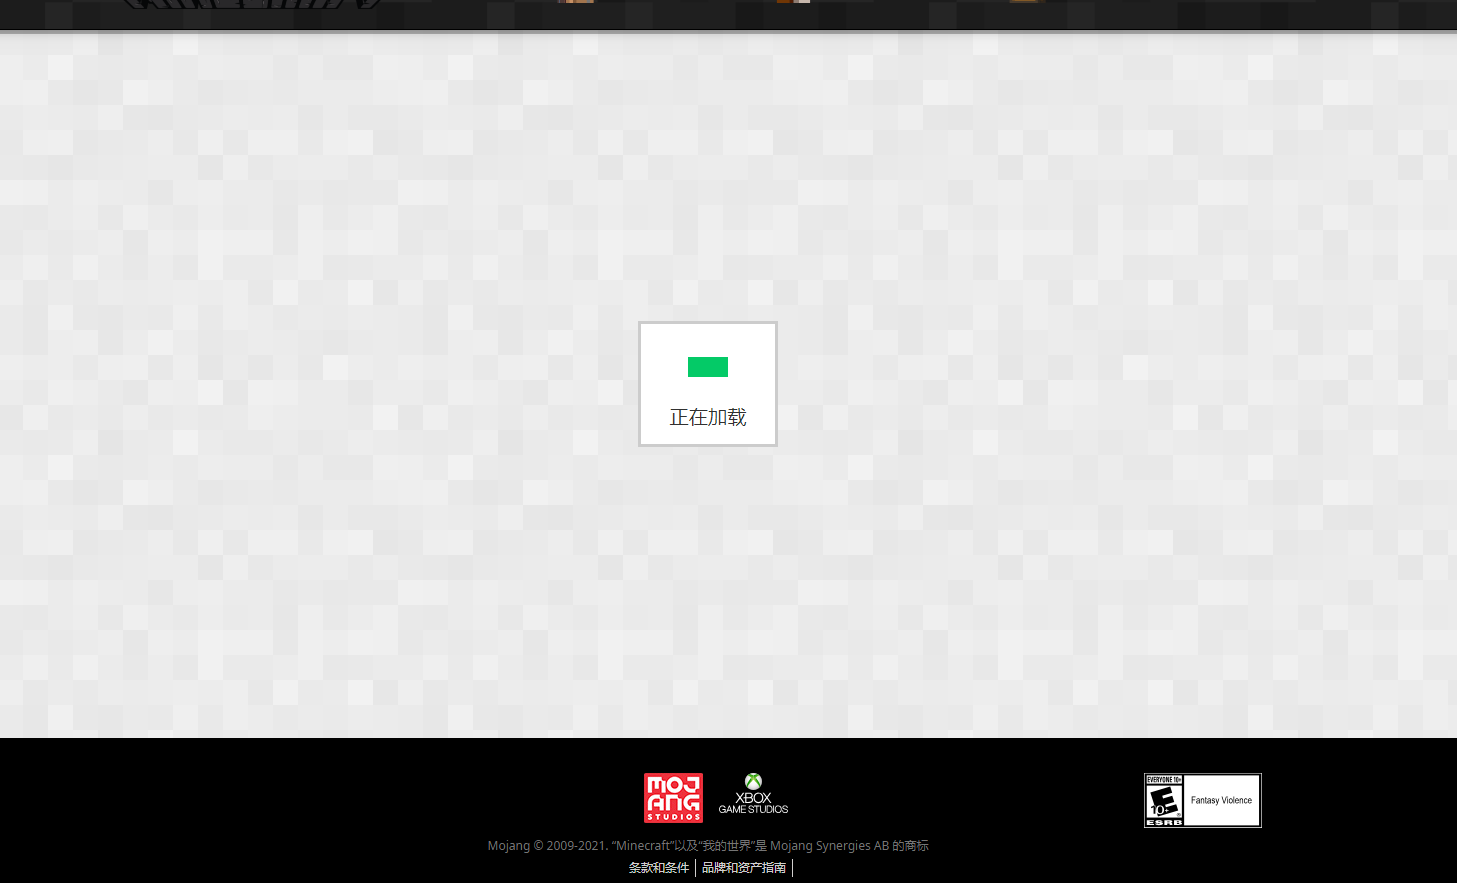 正在加载
MOJANG STUDIOS
XBOX
GAME STUDIOS
EVERYONE 10+
E
10+
ESRB
Fantasy Violence
Mojang © 2009-2021. “Minecraft”以及“我的世界”是 Mojang Synergies AB 的商标
条款和条件
品牌和资产指南